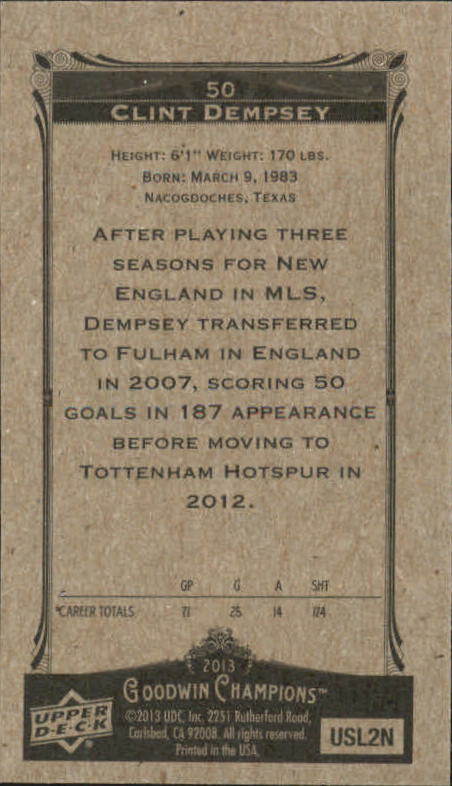 50
CLINT DEMPSEY
HEIGHT: 6'1" WEIGHT: 170 LBS.
BORN: MARCH 9, 1983
NACOGDOCHES, TEXAS
AFTER PLAYING THREE
SEASONS FOR NEW
ENGLAND IN MLS,
DEMPSEY TRANSFERRED
TO FULHAM IN ENGLAND
IN 2007, SCORING 50
GOALS IN 187 APPEARANCE
BEFORE MOVING TO
TOTTENHAM HOTSPUR IN
2012.
GP G A SHT
*CAREER TOTALS 71 25 14 174
2013
GOODWIN CHAMPIONS™
UPPER
D·E·C·K
©2013 UDC, Inc. 2251 Rutherford Road,
Carlsbad, CA 92008. All rights reserved.
Printed in the USA.
USL2N